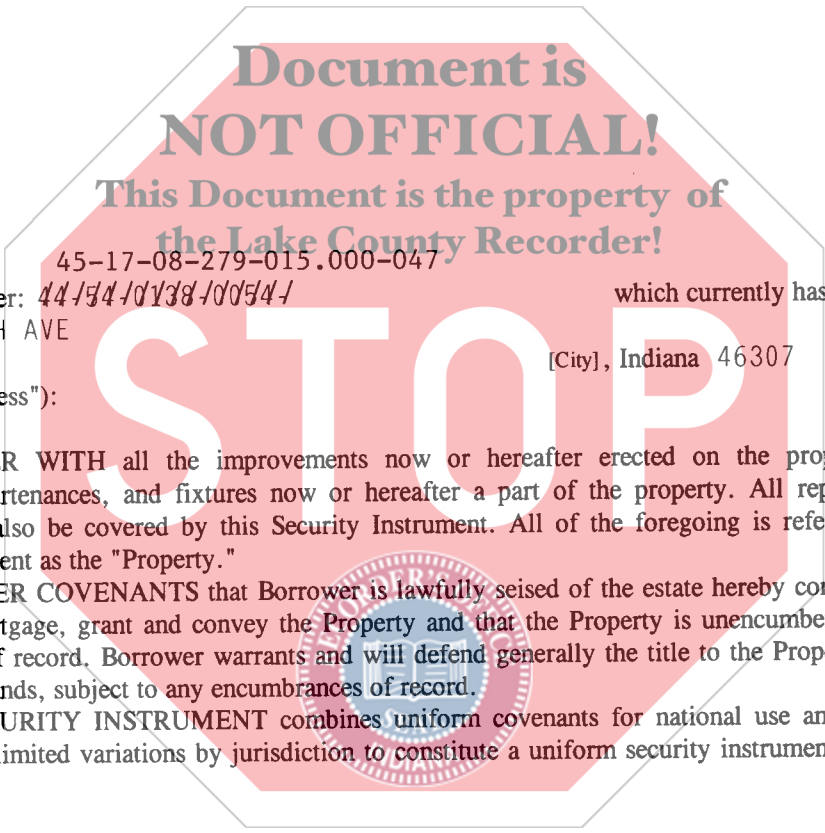 Document is
NOT OFFICIAL!
This Document is the property of
the Lake County Recorder!
45-17-08-279-015.000-047
er: 44/54/0138/0054/ which currently has
H AVE
[City], Indiana 46307
ess"):
STOP
R WITH all the improvements now or hereafter erected on the prop
rtenances, and fixtures now or hereafter a part of the property. All rep
lso be covered by this Security Instrument. All of the foregoing is refe
ent as the "Property."
ER COVENANTS that Borrower is lawfully seised of the estate hereby con
tgage, grant and convey the Property and that the Property is unencumbe
f record. Borrower warrants and will defend generally the title to the Prop
nds, subject to any encumbrances of record.
URITY INSTRUMENT combines uniform covenants for national use an
limited variations by jurisdiction to constitute a uniform security instrumen
RECORDER
INDIANA